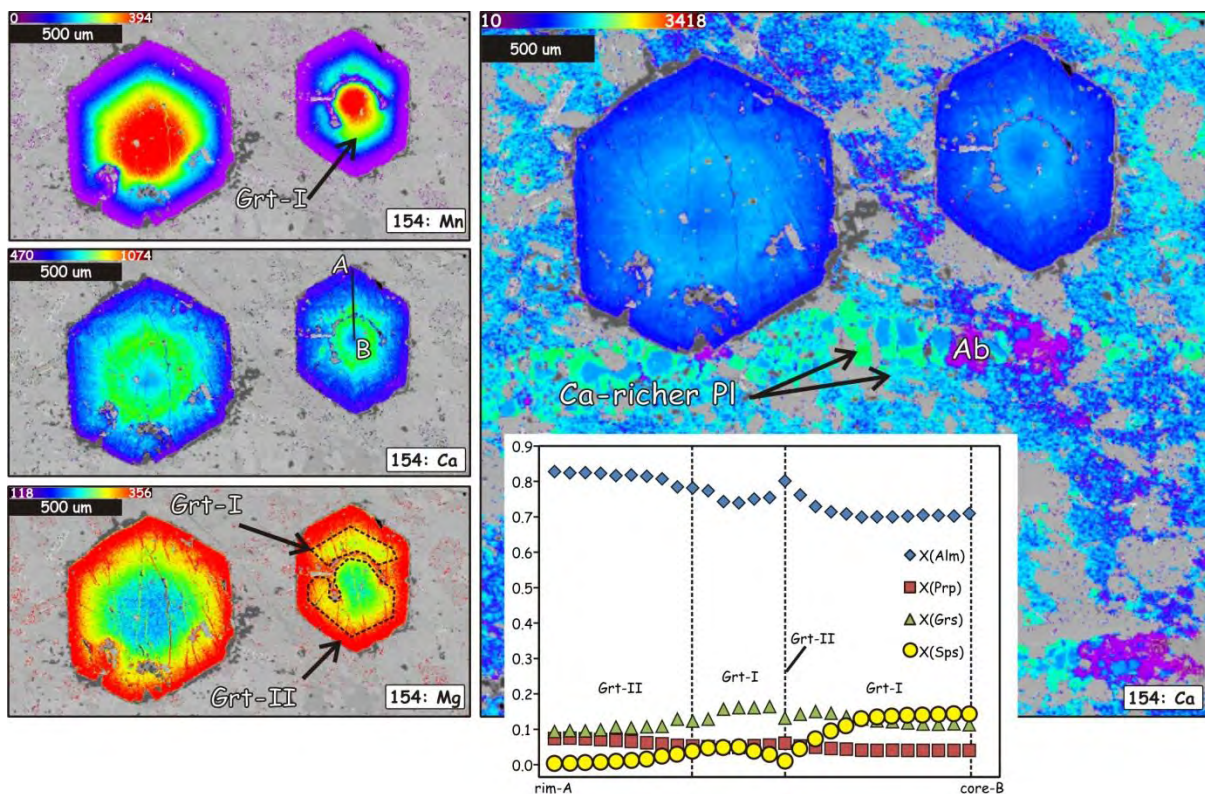 0 394
500 um
Grt-I
154: Mn
470 1074
500 um
A
B
154: Ca
118 356
500 um
Grt-I
Grt-II
154: Mg
10 3418
500 um
Ab
Ca-richer Pl
154: Ca
0.9
0.8
0.7
0.6
0.5
0.4
0.3
0.2
0.1
0.0
X(Alm)
X(Prp)
X(Grs)
X(Sps)
Grt-II
Grt-I
Grt-II
Grt-I
rim-A core-B